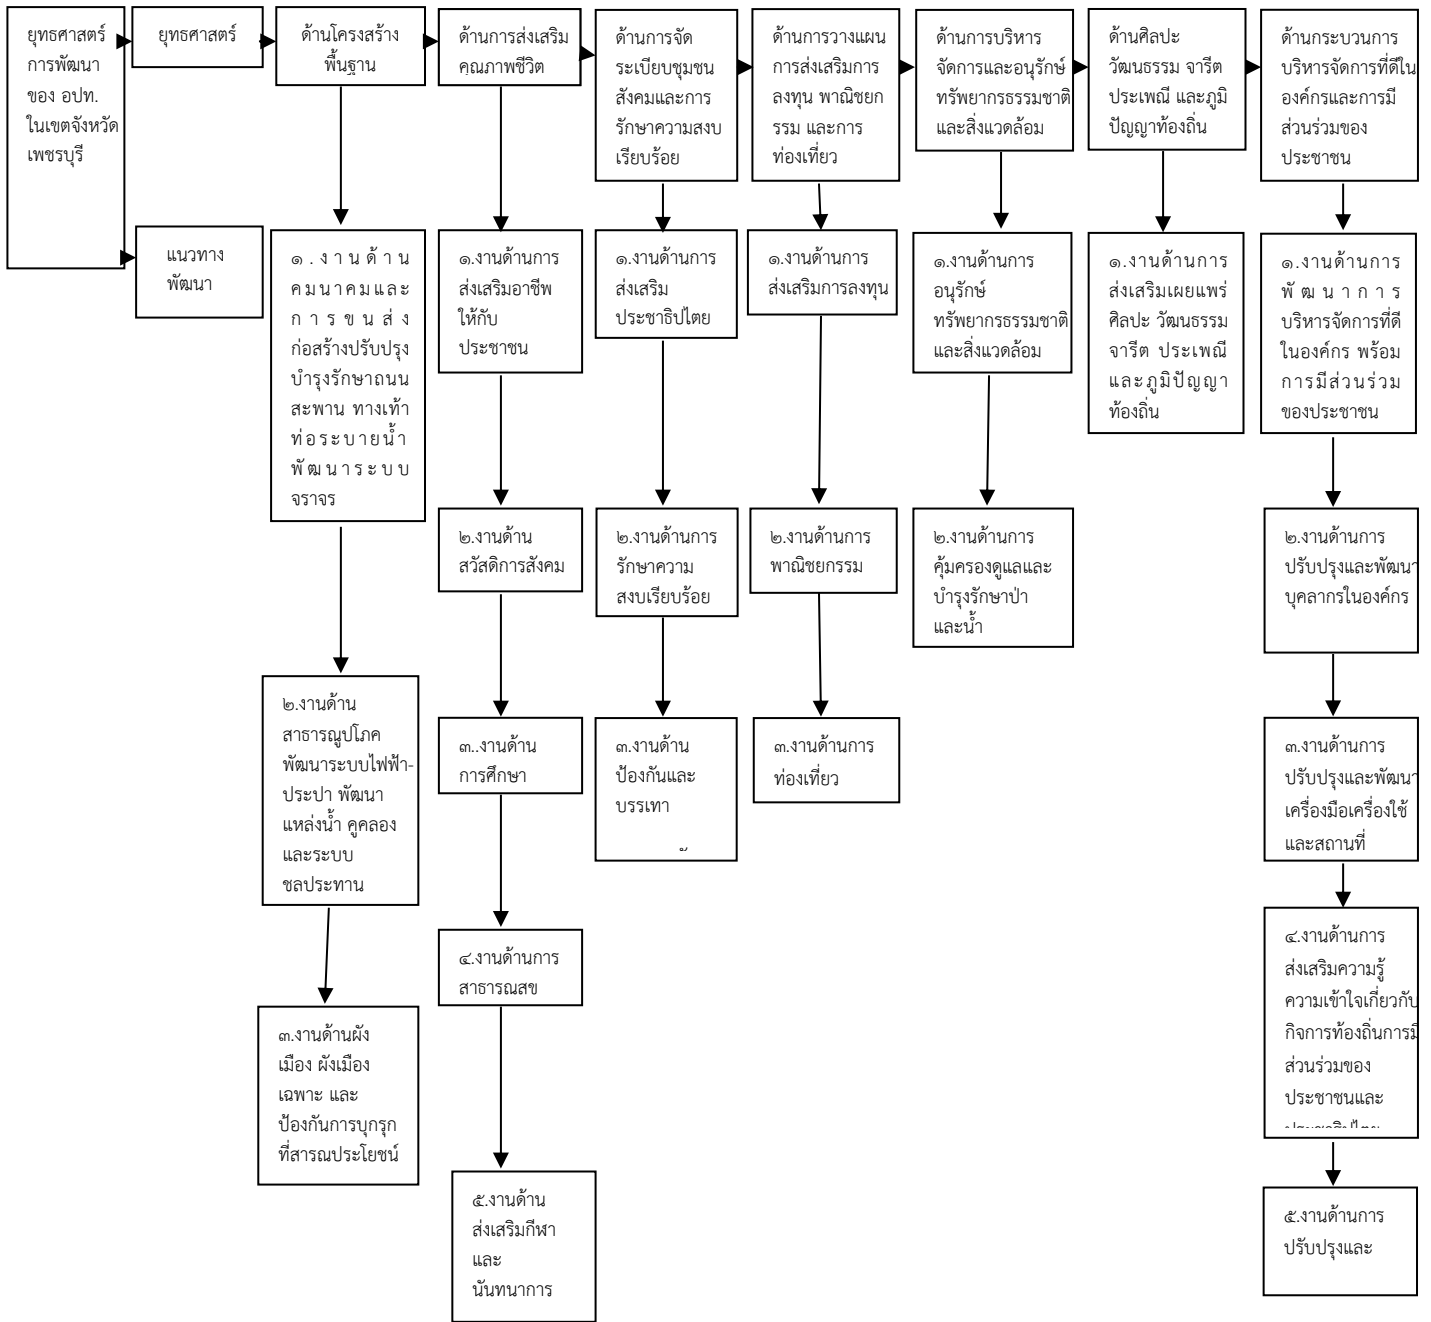 ยุทธศาสตร์
การพัฒนา
ของ อปท.
ในเขตจังหวัด
เพชรบุรี
ยุทธศาสตร์
ด้านโครงสร้าง
พื้นฐาน
ด้านการส่งเสริม
คุณภาพชีวิต
ด้านการจัด
ระเบียบชุมชน
สังคมและการ
รักษาความสงบ
เรียบร้อย
ด้านการวางแผน
การส่งเสริมการ
ลงทุน พาณิชยก
รรม และการ
ท่องเที่ยว
ด้านการบริหาร
จัดการและอนุรักษ์
ทรัพยากรธรรมชาติ
และสิ่งแวดล้อม
ด้านศิลปะ
วัฒนธรรม จารีต
ประเพณี และภูมิ
ปัญญาท้องถิ่น
ด้านกระบวนการ
บริหารจัดการที่ดีใน
องค์กรและการมี
ส่วนร่วมของ
ประชาชน
แนวทาง
พัฒนา
๑.งานด้าน
คมนาคมและ
การขนส่ง
ก่อสร้างปรับปรุง
บำรุงรักษาถนน
สะพาน ทางเท้า
ท่อระบายน้ำ
พัฒนาระบบ
จราจร
๑.งานด้านการ
ส่งเสริมอาชีพ
ให้กับ
ประชาชน
๑.งานด้านการ
ส่งเสริม
ประชาธิปไตย
๑.งานด้านการ
ส่งเสริมการลงทุน
๑.งานด้านการ
อนุรักษ์
ทรัพยากรธรรมชาติ
และสิ่งแวดล้อม
๑.งานด้านการ
ส่งเสริมเผยแพร่
ศิลปะ วัฒนธรรม
จารีต ประเพณี
และภูมิปัญญา
ท้องถิ่น
๑.งานด้านการ
พัฒนาการ
บริหารจัดการที่ดี
ในองค์กร พร้อม
การมีส่วนร่วม
ของประชาชน
๒.งานด้าน
สวัสดิการสังคม
๒.งานด้านการ
รักษาความ
สงบเรียบร้อย
๒.งานด้านการ
พาณิชยกรรม
๒.งานด้านการ
คุ้มครองดูแลและ
บำรุงรักษาป่า
และน้ำ
๒.งานด้านการ
ปรับปรุงและพัฒนา
บุคลากรในองค์กร
๒.งานด้าน
สาธารณูปโภค
พัฒนาระบบไฟฟ้า-
ประปา พัฒนา
แหล่งน้ำ คูคลอง
และระบบ
ชลประทาน
๓..งานด้าน
การศึกษา
๓.งานด้าน
ป้องกันและ
บรรเทา
๓.งานด้านการ
ท่องเที่ยว
๓.งานด้านการ
ปรับปรุงและพัฒนา
เครื่องมือเครื่องใช้
และสถานที่
๔.งานด้านการ
สาธารณสุข
๔.งานด้านการ
ส่งเสริมความรู้
ความเข้าใจเกี่ยวกับ
กิจการท้องถิ่นการมี
ส่วนร่วมของ
ประชาชนและ
๓.งานด้านผัง
เมือง ผังเมือง
เฉพาะ และ
ป้องกันการบุกรุก
ที่สารณประโยชน์
๕.งานด้าน
ส่งเสริมกีฬา
และ
นันทนาการ
๕.งานด้านการ
ปรับปรุงและ